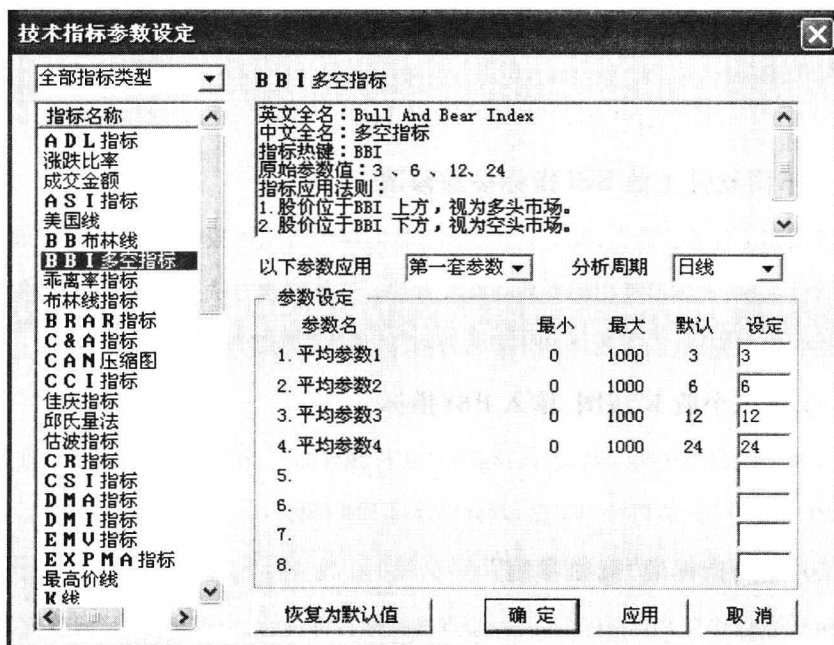 技术指标参数设定
全部指标类型
指标名称
ADL指标
涨跌比率
成交金额
ASI指标
美国线
BB布林线
BBI多空指标
乖离率指标
布林线指标
BRAR指标
C&A指标
CAN压缩图
CCI指标
佳庆指标
邱氏量法
估波指标
CR指标
CSI指标
DMA指标
DMI指标
EMV指标
EXPMA指标
最高价线
K线
BBI多空指标
英文全名:Bull And Bear Index
中文全名:多空指标
指标热键:BBI
原始参数值:3、6、12、24
指标应用法则:
1.股价位于BBI 上方,视为多头市场。
2.股价位于BBI 下方,视为空头市场。
以下参数应用 第一套参数 分析周期 日线
参数设定
参数名 最小 最大 默认 设定
1.平均参数1 0 1000 3 3
2.平均参数2 0 1000 6 6
3.平均参数3 0 1000 12 12
4.平均参数4 0 1000 24 24
5.
6.
7.
8.
恢复为默认值 确定 应用 取消